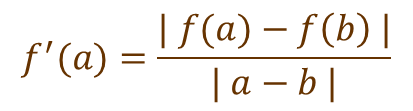 f′(a) = | f(a) − f(b) | / | a − b |